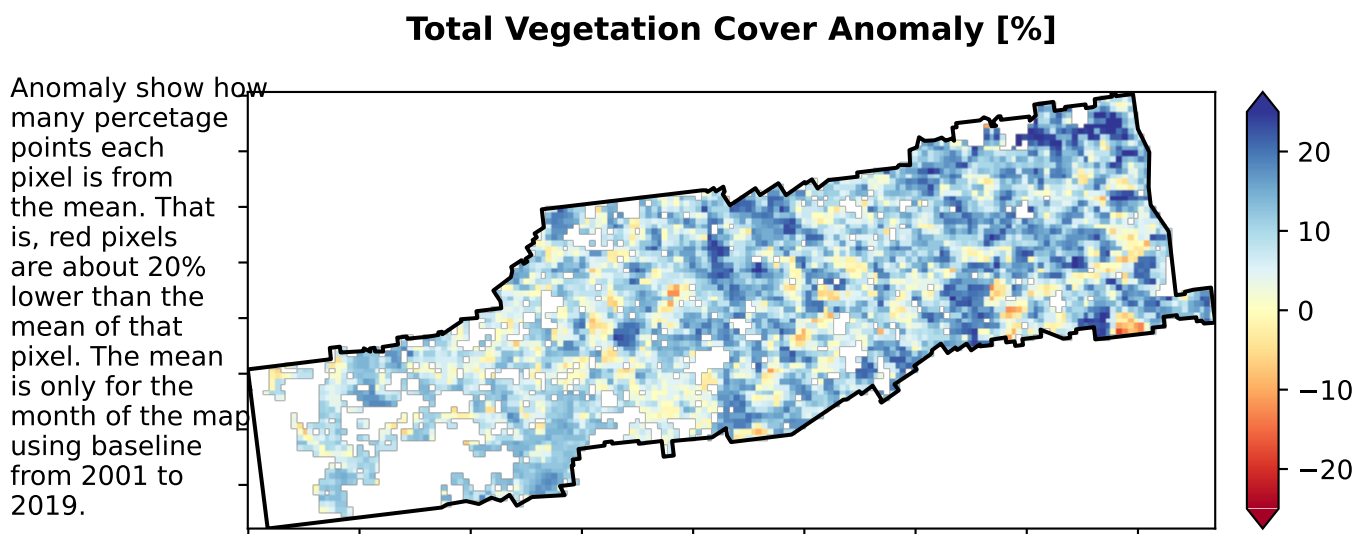 Total Vegetation Cover Anomaly [%]
Anomaly show how
many percetage
points each
pixel is from
the mean. That
is, red pixels
are about 20%
lower than the
mean of that
pixel. The mean
is only for the
month of the map
using baseline
from 2001 to
2019.
20
10
0
−10
−20